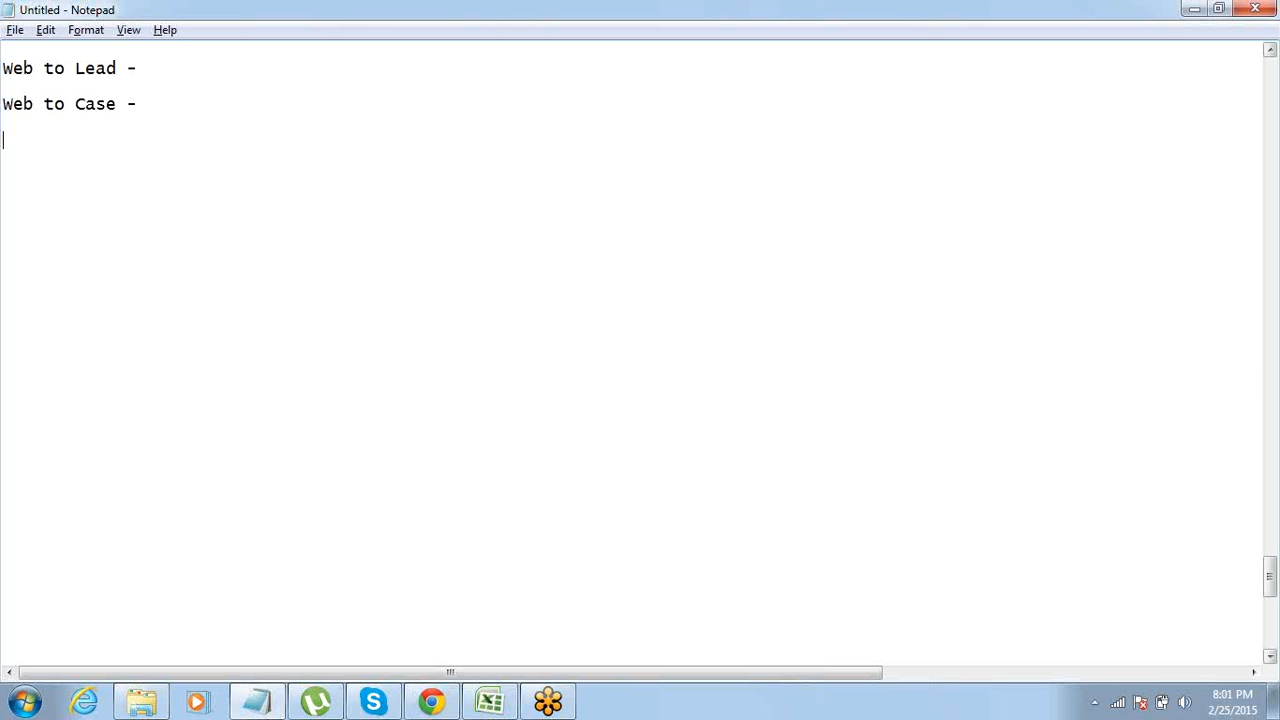 Untitled - Notepad
File Edit Format View Help
Web to Lead -
Web to Case -
8:01 PM
2/25/2015